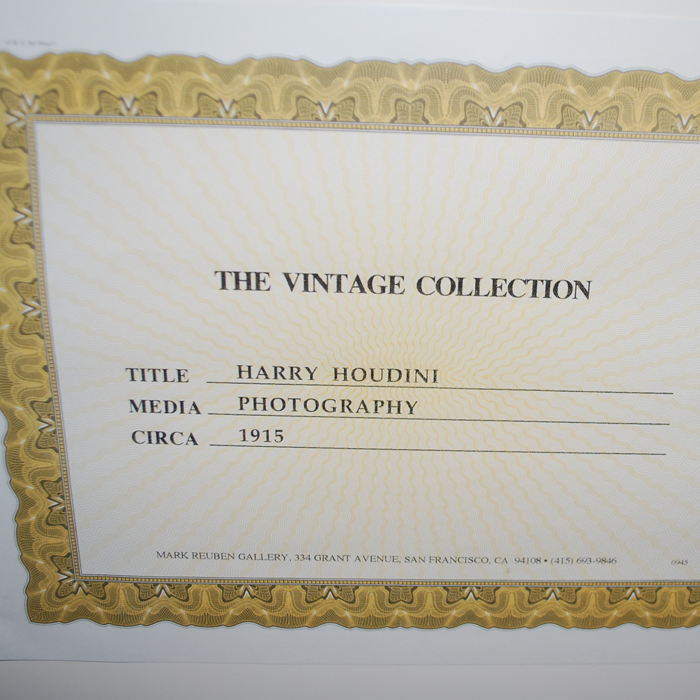 THE VINTAGE COLLECTION
TITLE HARRY HOUDINI
MEDIA PHOTOGRAPHY
CIRCA 1915
MARK REUBEN GALLERY, 334 GRANT AVENUE, SAN FRANCISCO, CA 94108 • (415) 693-9846